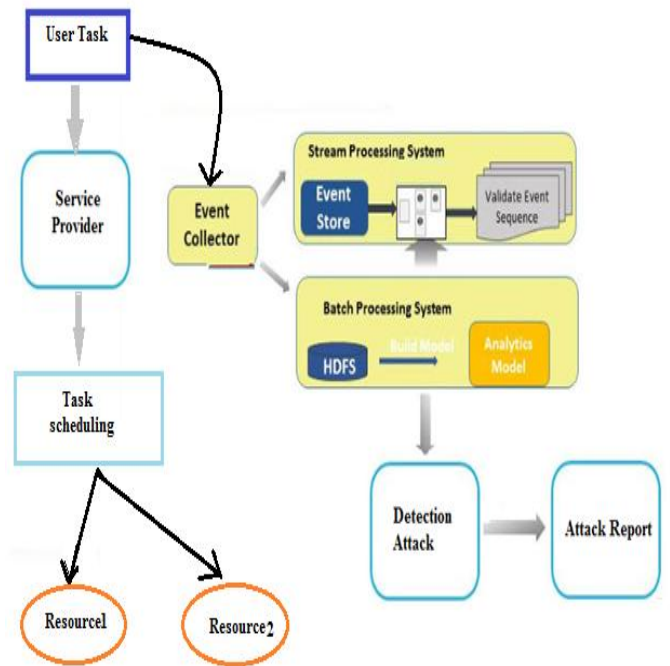 User Task
Service
Provider
Task
scheduling
Resource1
Resource2
Event
Collector
Stream Processing System
Event
Store
Validate Event
Sequence
Batch Processing System
HDFS
Build Model
Analytics
Model
Detection
Attack
Attack Report